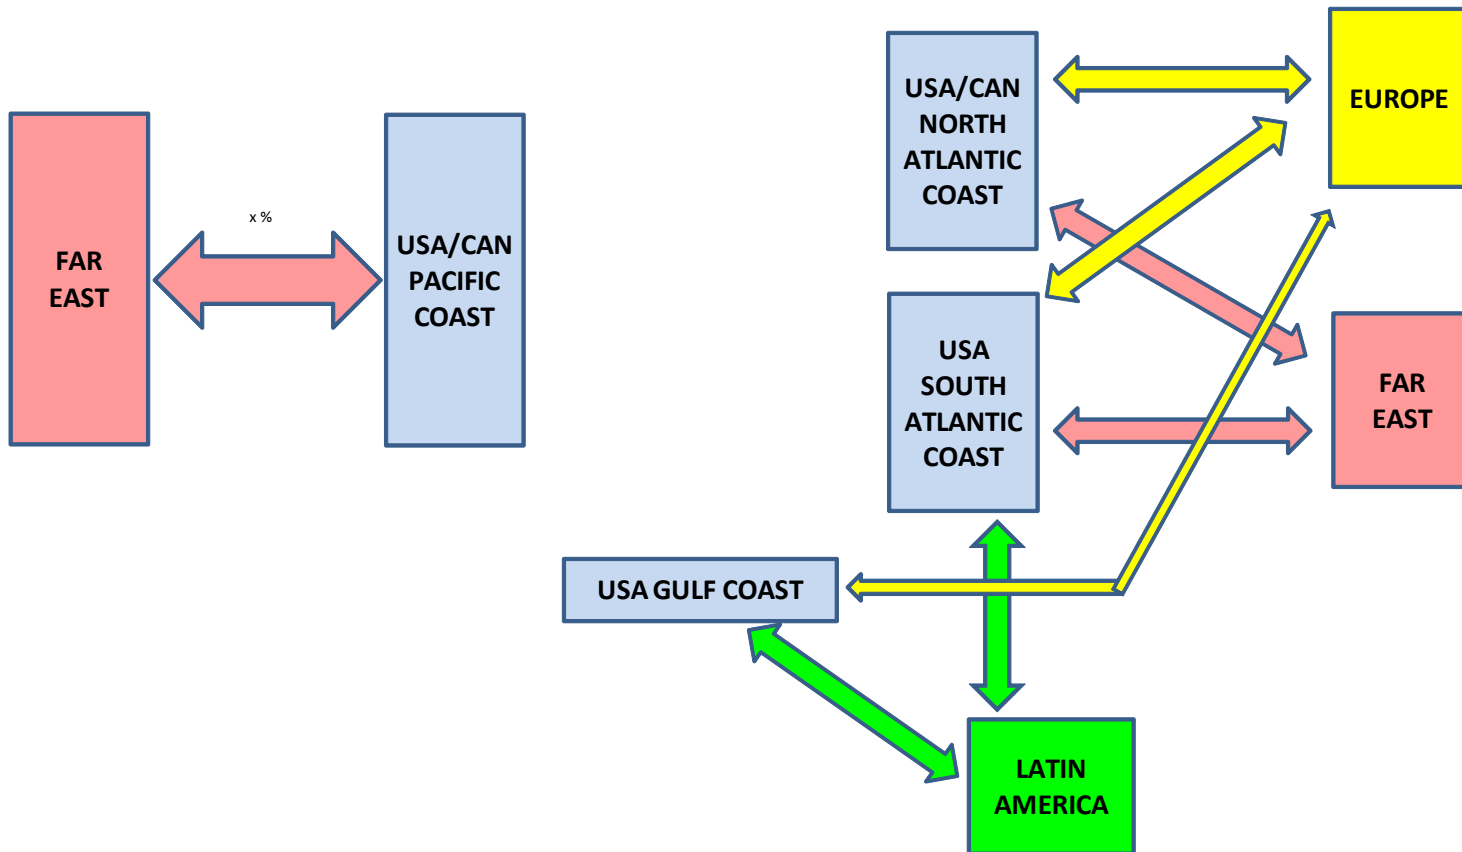 FAR
EAST
x %
USA/CAN
PACIFIC
COAST
USA/CAN
NORTH
ATLANTIC
COAST
EUROPE
USA
SOUTH
ATLANTIC
COAST
FAR
EAST
USA GULF COAST
LATIN
AMERICA